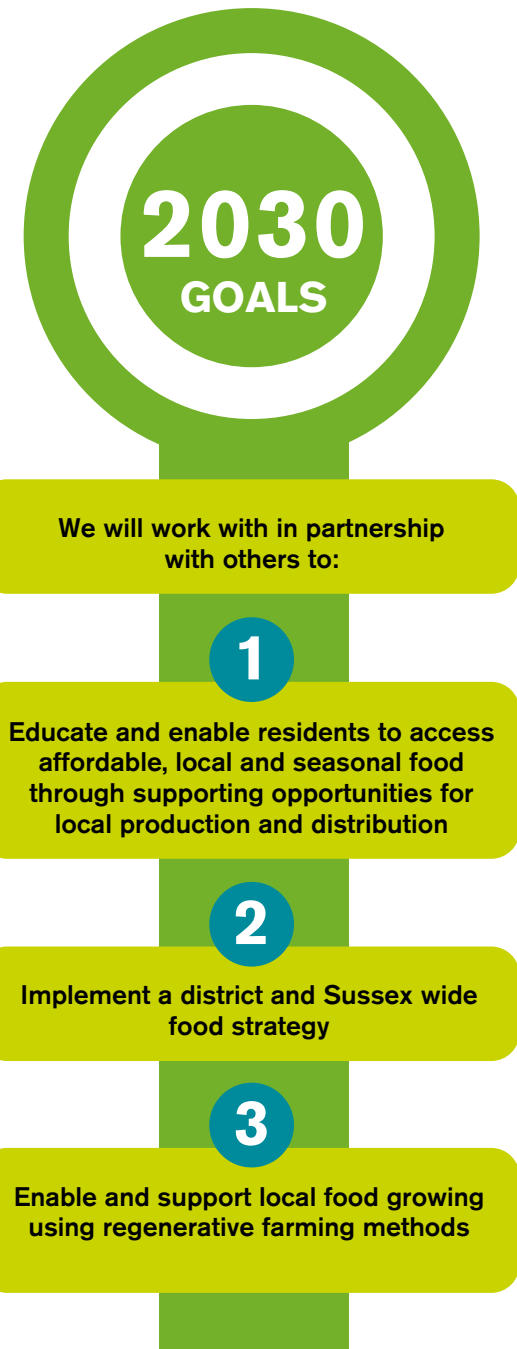 2030
GOALS
We will work with in partnership
with others to:
1
Educate and enable residents to access
affordable, local and seasonal food
through supporting opportunities for
local production and distribution
2
Implement a district and Sussex wide
food strategy
3
Enable and support local food growing
using regenerative farming methods